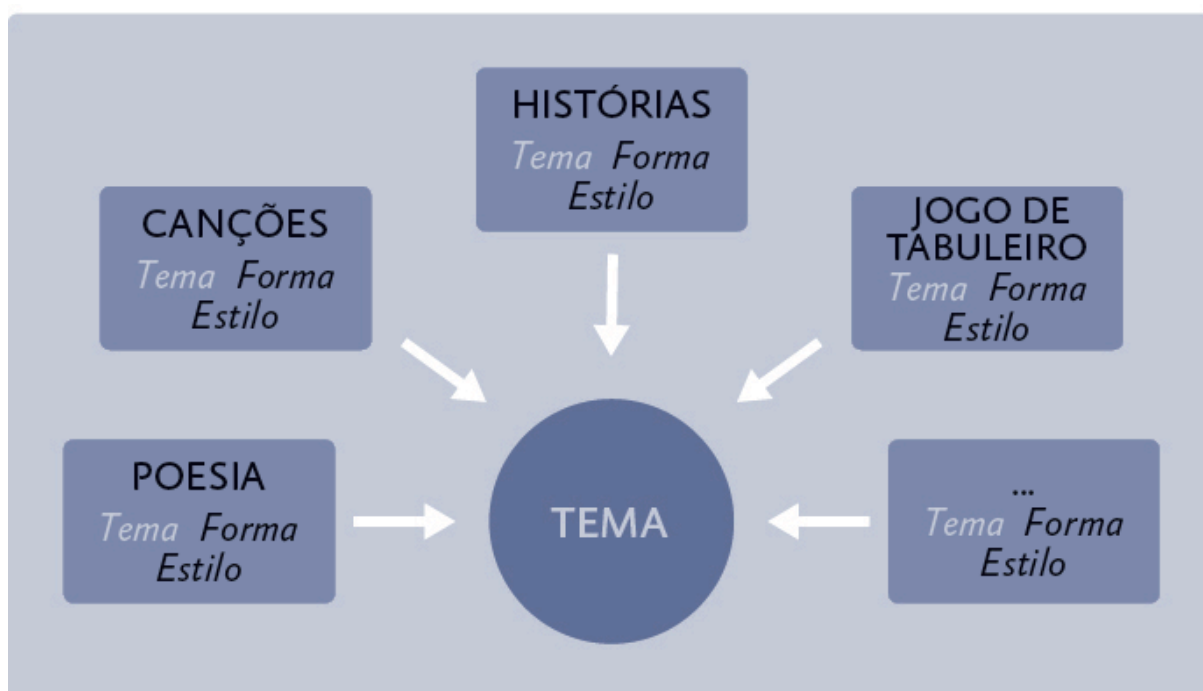 HISTÓRIAS
Tema Forma
Estilo
CANÇÕES
Tema Forma
Estilo
JOGO DE
TABULEIRO
Tema Forma
Estilo
POESIA
Tema Forma
Estilo
TEMA
...
Tema Forma
Estilo